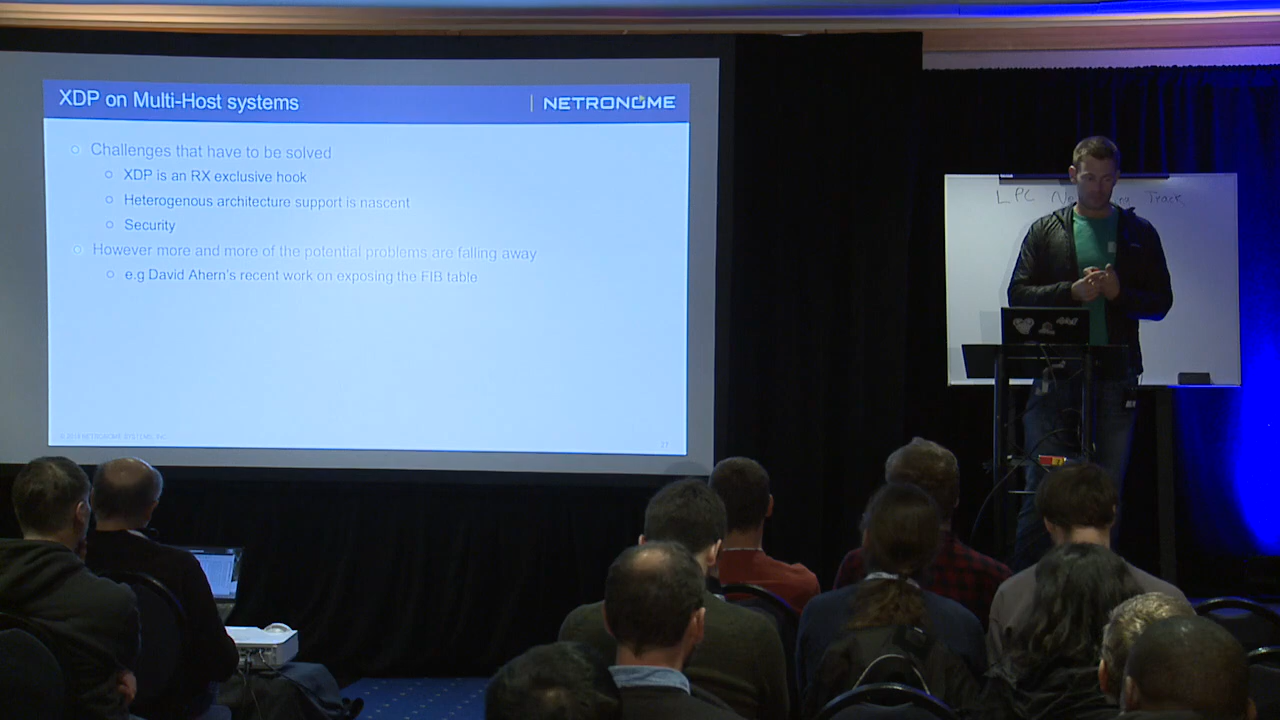 XDP on Multi-Host systems
NETRONOME
Challenges that have to be solved
XDP is an RX exclusive hook
Heterogenous architecture support is nascent
Security
However more and more of the potential problems are falling away
e.g David Ahern's recent work on exposing the FIB table
LPC Track